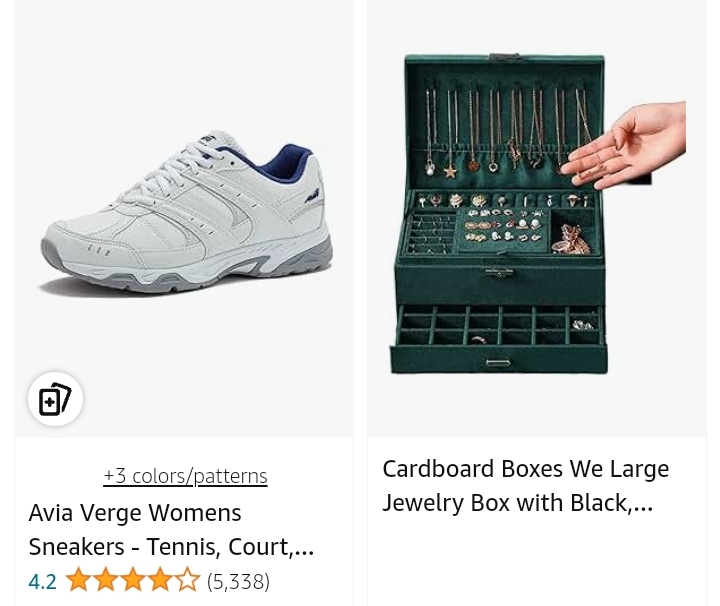 +3 colors/patterns
Avia Verge Womens
Sneakers - Tennis, Court,...
4.2 (5,338)
Cardboard Boxes We Large
Jewelry Box with Black,...